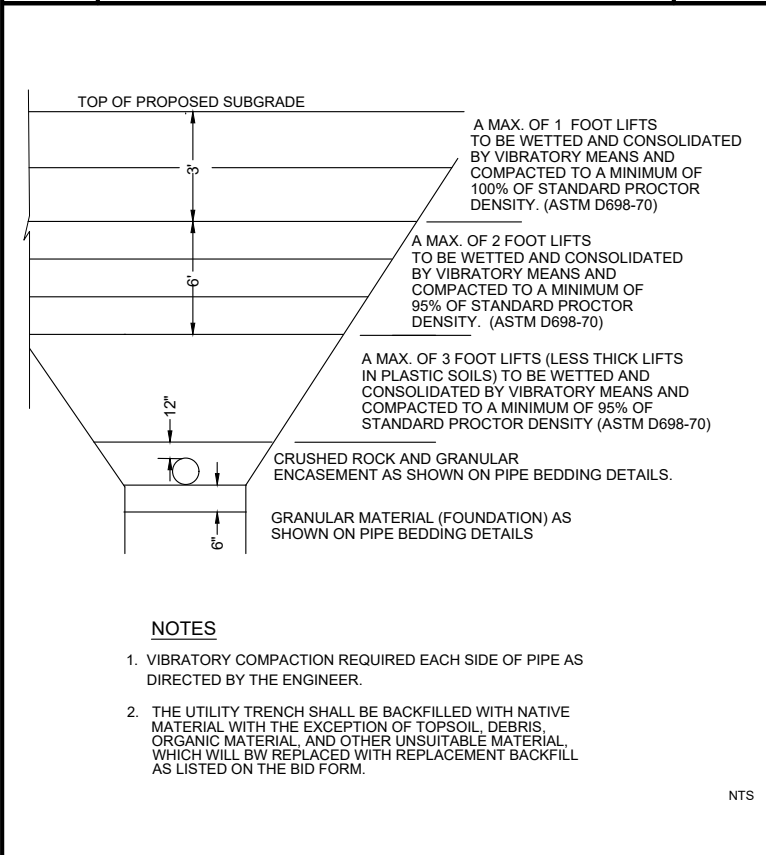 TOP OF PROPOSED SUBGRADE
3'
A MAX. OF 1 FOOT LIFTS
TO BE WETTED AND CONSOLIDATED
BY VIBRATORY MEANS AND
COMPACTED TO A MINIMUM OF
100% OF STANDARD PROCTOR
DENSITY. (ASTM D698-70)
6'
A MAX. OF 2 FOOT LIFTS
TO BE WETTED AND CONSOLIDATED
BY VIBRATORY MEANS AND
COMPACTED TO A MINIMUM OF
95% OF STANDARD PROCTOR
DENSITY. (ASTM D698-70)
A MAX. OF 3 FOOT LIFTS (LESS THICK LIFTS
IN PLASTIC SOILS) TO BE WETTED AND
CONSOLIDATED BY VIBRATORY MEANS AND
COMPACTED TO A MINIMUM OF 95% OF
STANDARD PROCTOR DENSITY (ASTM D698-70)
12"
CRUSHED ROCK AND GRANULAR
ENCASEMENT AS SHOWN ON PIPE BEDDING DETAILS.
6"
GRANULAR MATERIAL (FOUNDATION) AS
SHOWN ON PIPE BEDDING DETAILS
NOTES
1. VIBRATORY COMPACTION REQUIRED EACH SIDE OF PIPE AS
DIRECTED BY THE ENGINEER.
2. THE UTILITY TRENCH SHALL BE BACKFILLED WITH NATIVE
MATERIAL WITH THE EXCEPTION OF TOPSOIL, DEBRIS,
ORGANIC MATERIAL, AND OTHER UNSUITABLE MATERIAL,
WHICH WILL BW REPLACED WITH REPLACEMENT BACKFILL
AS LISTED ON THE BID FORM.
NTS